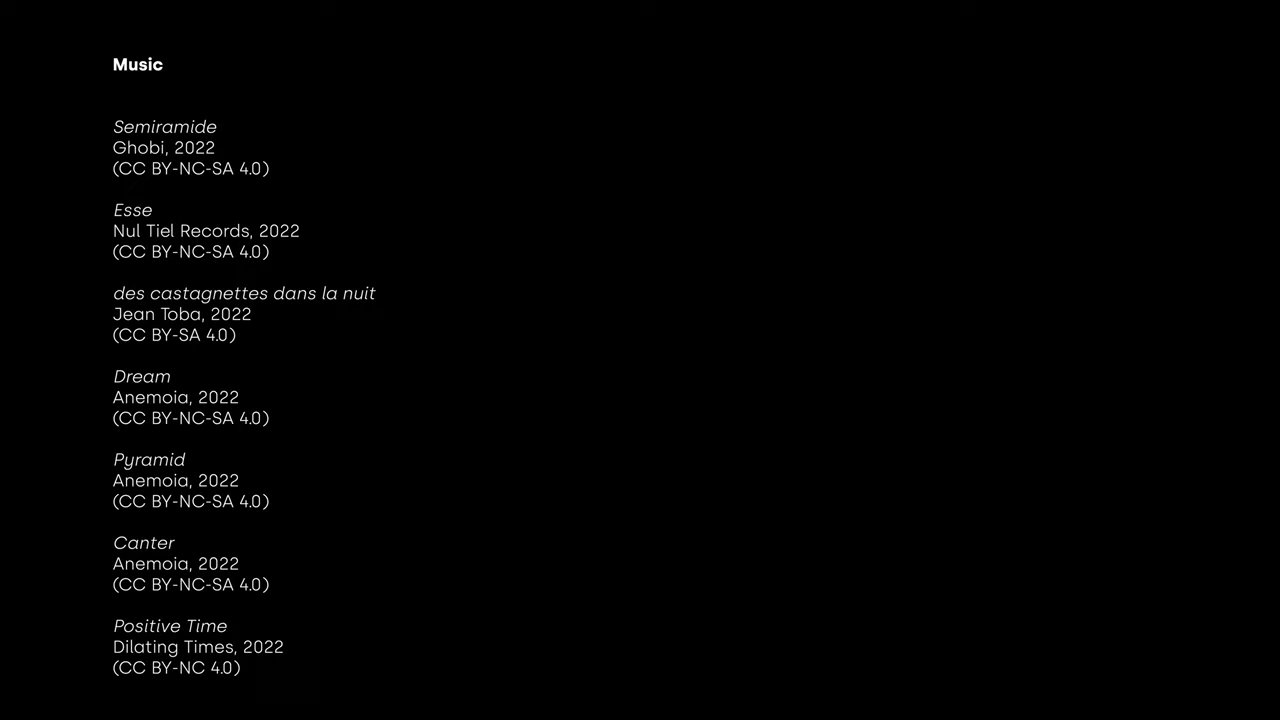 Music
Semiramide
Ghobi, 2022
(CC BY-NC-SA 4.0)
Esse
Nul Tiel Records, 2022
(CC BY-NC-SA 4.0)
des castagnettes dans la nuit
Jean Toba, 2022
(CC BY-SA 4.0)
Dream
Anemoia, 2022
(CC BY-NC-SA 4.0)
Pyramid
Anemoia, 2022
(CC BY-NC-SA 4.0)
Canter
Anemoia, 2022
(CC BY-NC-SA 4.0)
Positive Time
Dilating Times, 2022
(CC BY-NC 4.0)